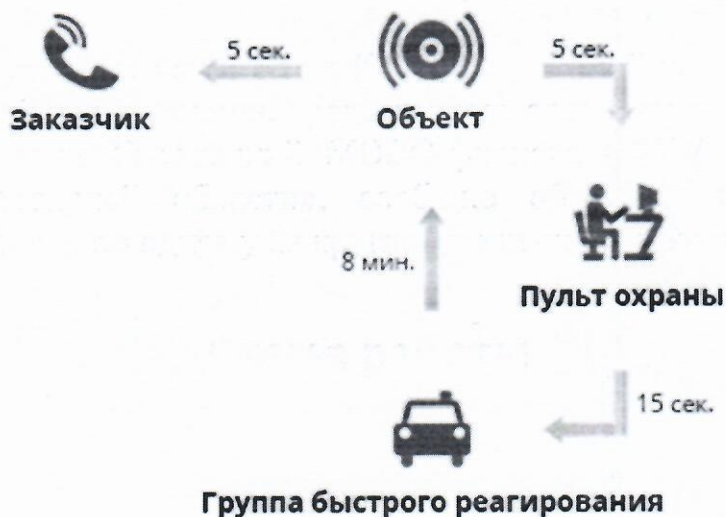 5 сек.
5 сек.
Заказчик
Объект
8 мин.
Пульт охраны
15 сек.
Группа быстрого реагирования